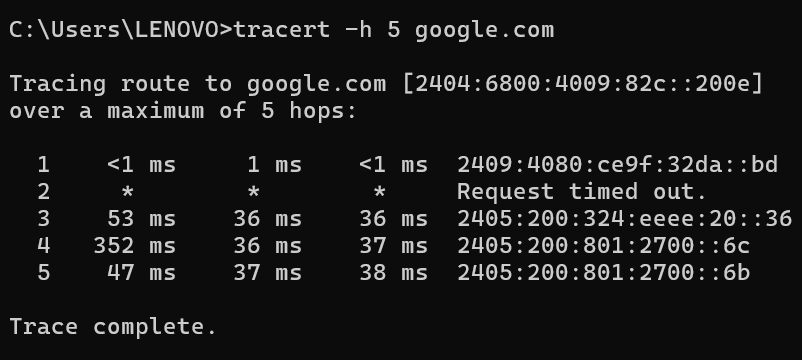 C:\Users\LENOVO>tracert -h 5 google.com
Tracing route to google.com [2404:6800:4009:82c::200e]
over a maximum of 5 hops:
1 <1 ms 1 ms <1 ms 2409:4080:ce9f:32da::bd
2 * * * Request timed out.
3 53 ms 36 ms 36 ms 2405:200:324:eeee:20::36
4 352 ms 36 ms 37 ms 2405:200:801:2700::6c
5 47 ms 37 ms 38 ms 2405:200:801:2700::6b
Trace complete.